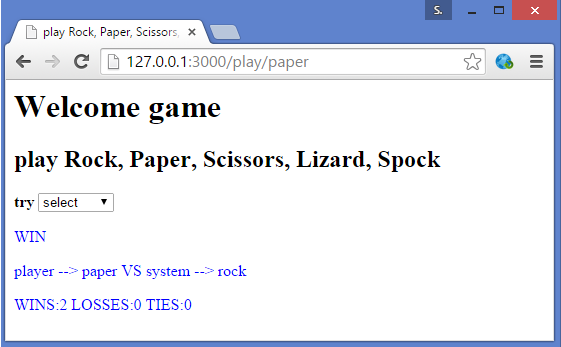 S.
play Rock, Paper, Scissors,
127.0.0.1:3000/play/paper
Welcome game
play Rock, Paper, Scissors, Lizard, Spock
try select
WIN
player --> paper VS system --> rock
WINS:2 LOSSES:0 TIES:0